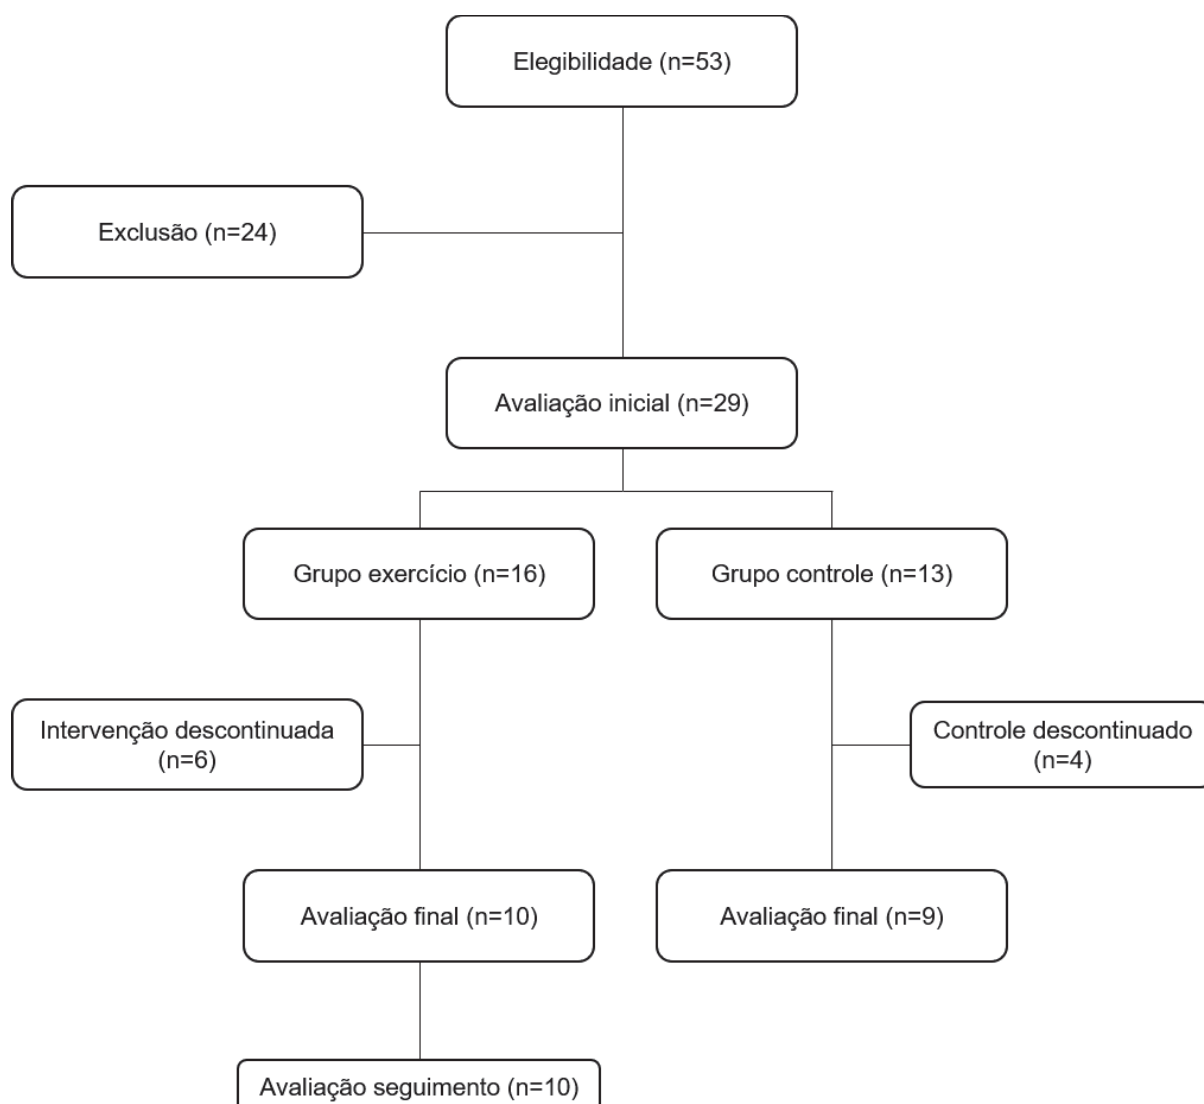 Elegibilidade (n=53)
Exclusão (n=24)
Avaliação inicial (n=29)
Grupo exercício (n=16)
Grupo controle (n=13)
Intervenção descontinuada
(n=6)
Controle descontinuado
(n=4)
Avaliação final (n=10)
Avaliação final (n=9)
Avaliação seguimento (n=10)